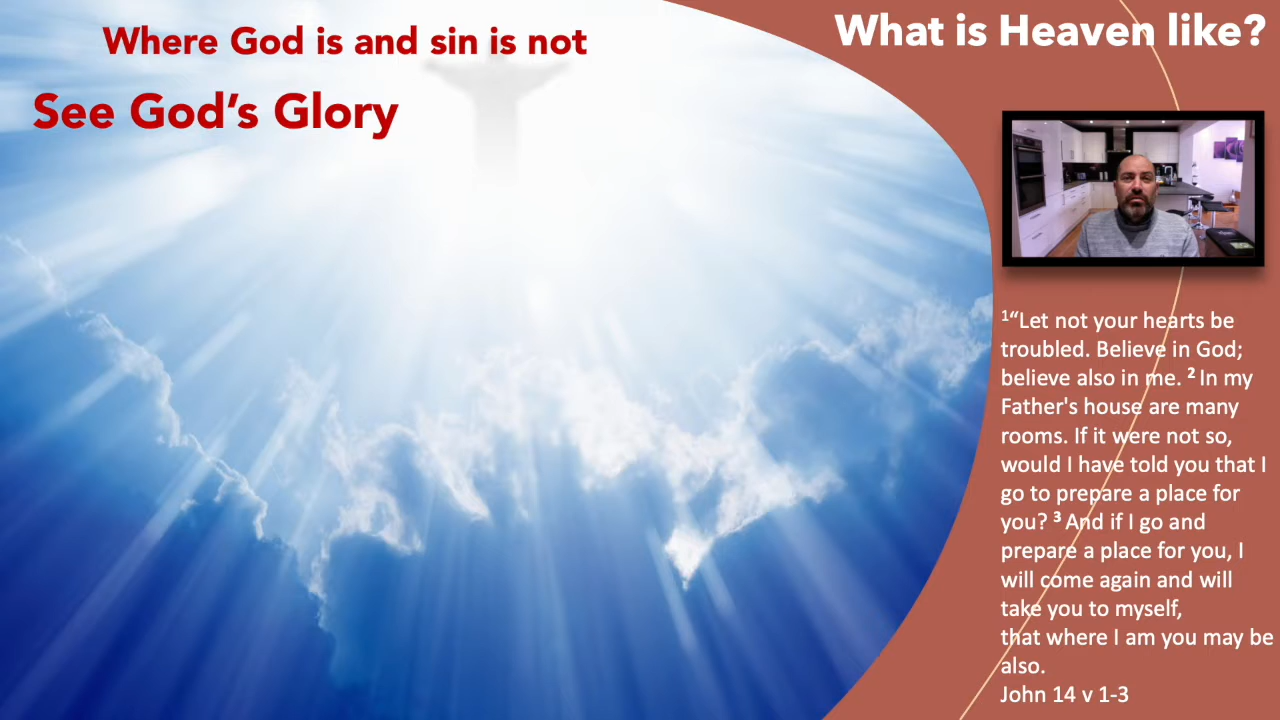 Where God is and sin is not
See God’s Glory
What is Heaven like?
¹“Let not your hearts be
troubled. Believe in God;
believe also in me. ² In my
Father's house are many
rooms. If it were not so,
would I have told you that I
go to prepare a place for
you? ³ And if I go and
prepare a place for you, I
will come again and will
take you to myself,
that where I am you may be
also.
John 14 v 1-3